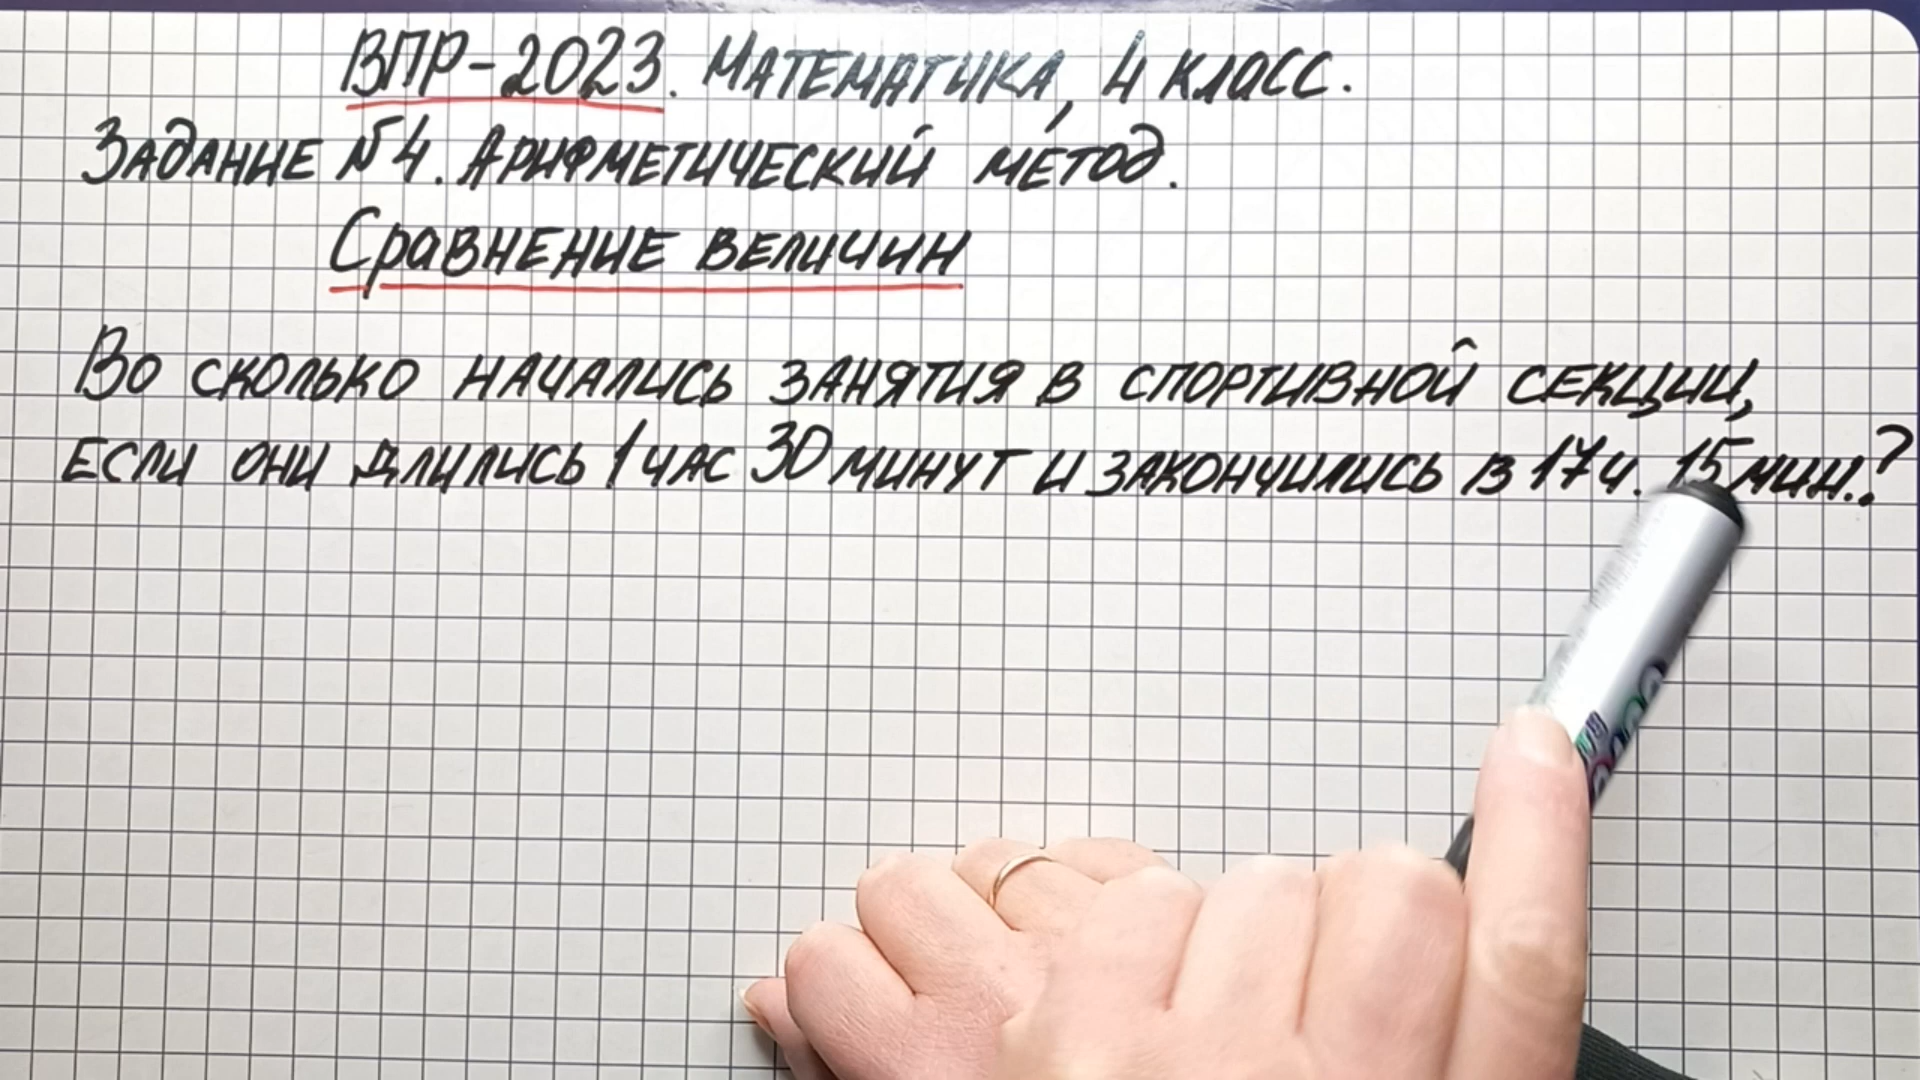 ВПР-2023. Математика, 4 класс.
Задание №4. Арифметический метод.
Сравнение величин
Во сколько начались занятия в спортивной секции,
если они длились 1 час 30 минут и закончились в 17 ч. 15 мин.?